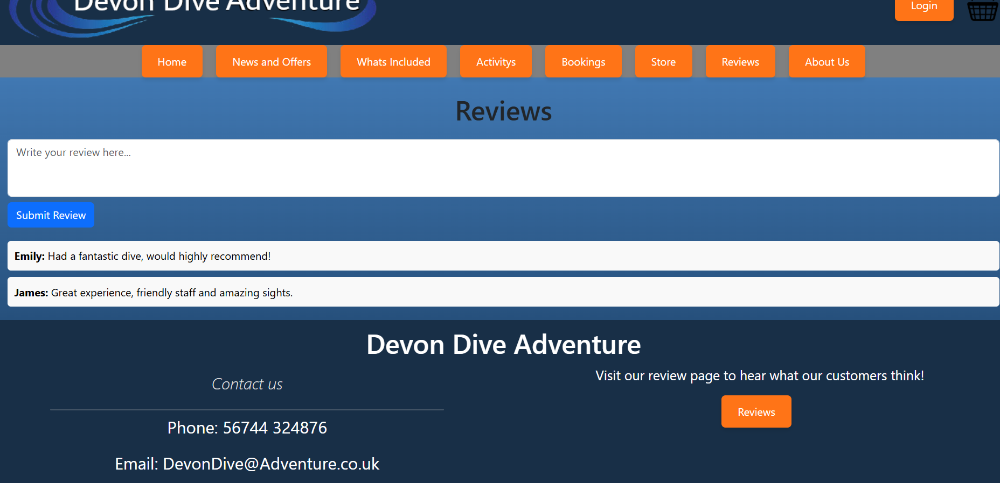 Devon Dive Adventure
Login
Home
News and Offers
Whats Included
Activitys
Bookings
Store
Reviews
About Us
Reviews
Write your review here...
Submit Review
Emily: Had a fantastic dive, would highly recommend!
James: Great experience, friendly staff and amazing sights.
Devon Dive Adventure
Contact us
Visit our review page to hear what our customers think!
Reviews
Phone: 56744 324876
Email: DevonDive@Adventure.co.uk